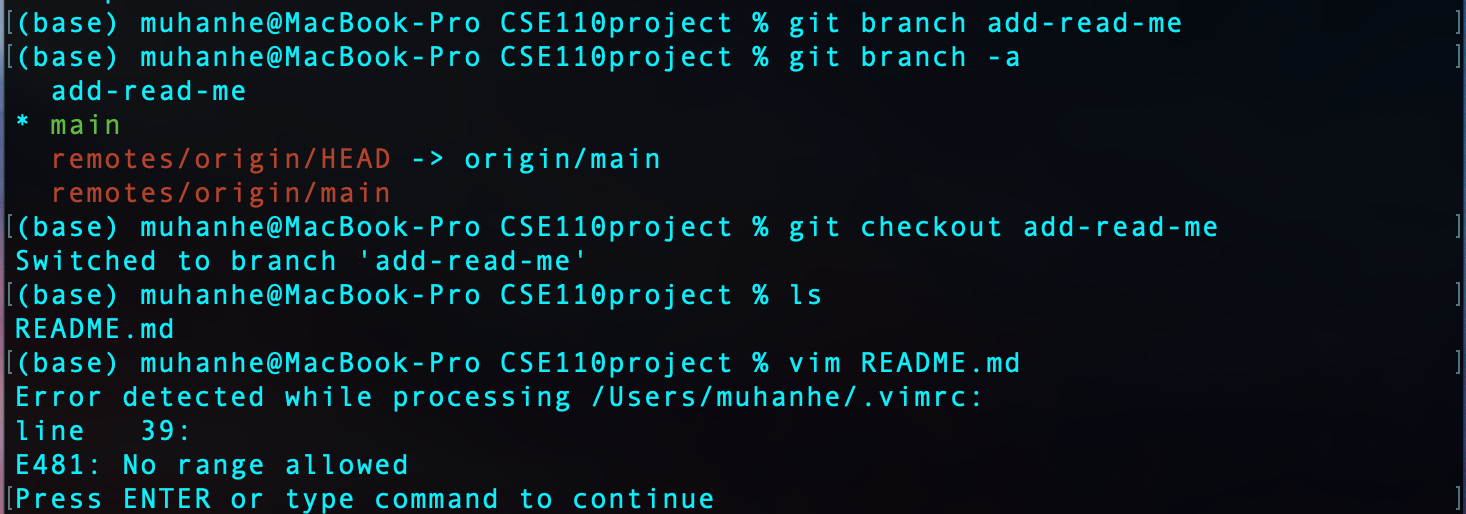 [(base) muhanhe@MacBook-Pro CSE110project % git branch add-read-me ]
[(base) muhanhe@MacBook-Pro CSE110project % git branch -a ]
  add-read-me
* main
  remotes/origin/HEAD -> origin/main
  remotes/origin/main
[(base) muhanhe@MacBook-Pro CSE110project % git checkout add-read-me ]
Switched to branch 'add-read-me'
[(base) muhanhe@MacBook-Pro CSE110project % ls ]
README.md
[(base) muhanhe@MacBook-Pro CSE110project % vim README.md ]
Error detected while processing /Users/muhanhe/.vimrc:
line   39:
E481: No range allowed
[Press ENTER or type command to continue ]